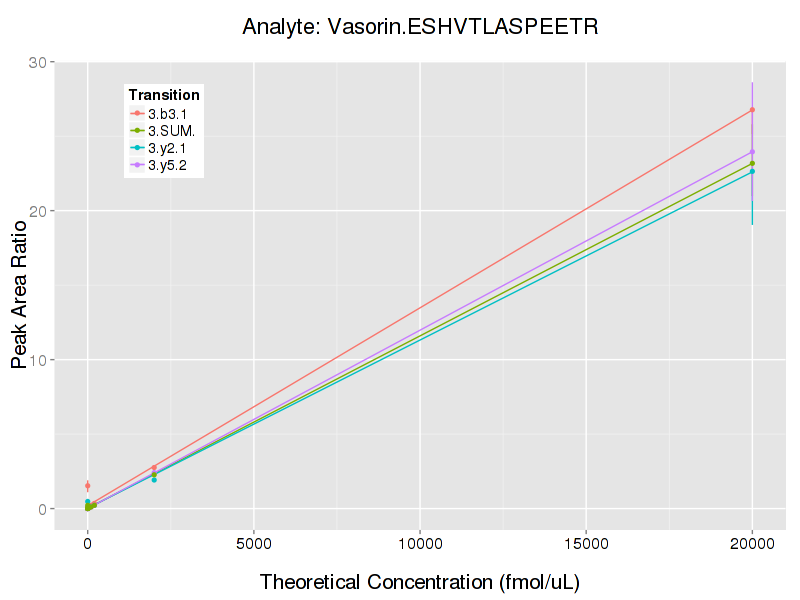 Analyte: Vasorin.ESHVTLASPEETR
Transition
3.b3.1
3.SUM.
3.y2.1
3.y5.2
Peak Area Ratio
30
20
10
0
0 5000 10000 15000 20000
Theoretical Concentration (fmol/uL)